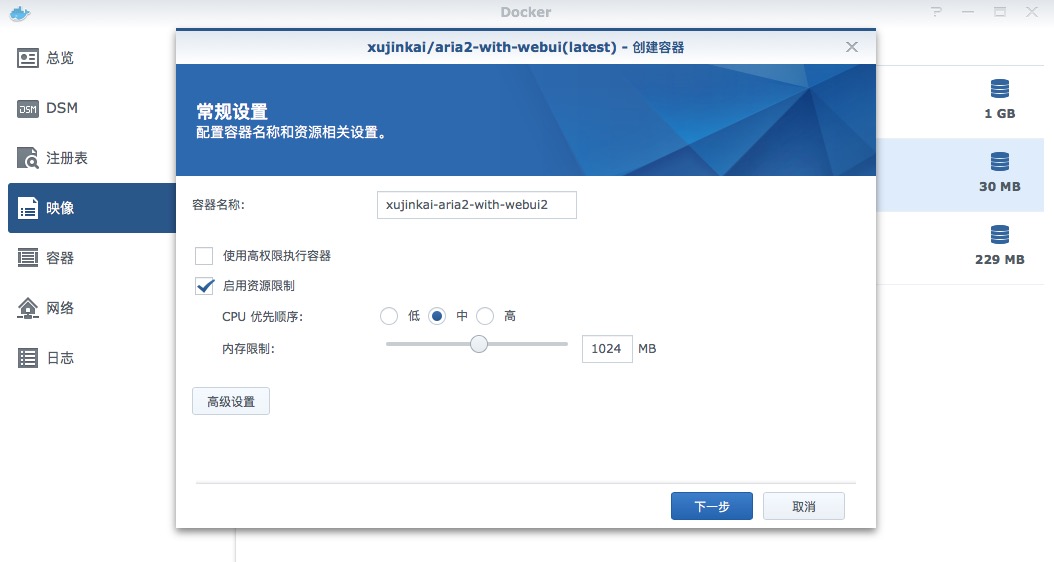 Docker
总览
DSM
DSM
注册表
映像
容器
网络
日志
1 GB
30 MB
229 MB
xujinkai/aria2-with-webui(latest) - 创建容器
常规设置
配置容器名称和资源相关设置。
容器名称: xujinkai-aria2-with-webui2
使用高权限执行容器
启用资源限制
CPU 优先顺序: 低 中 高
内存限制: 1024 MB
高级设置
下一步 取消